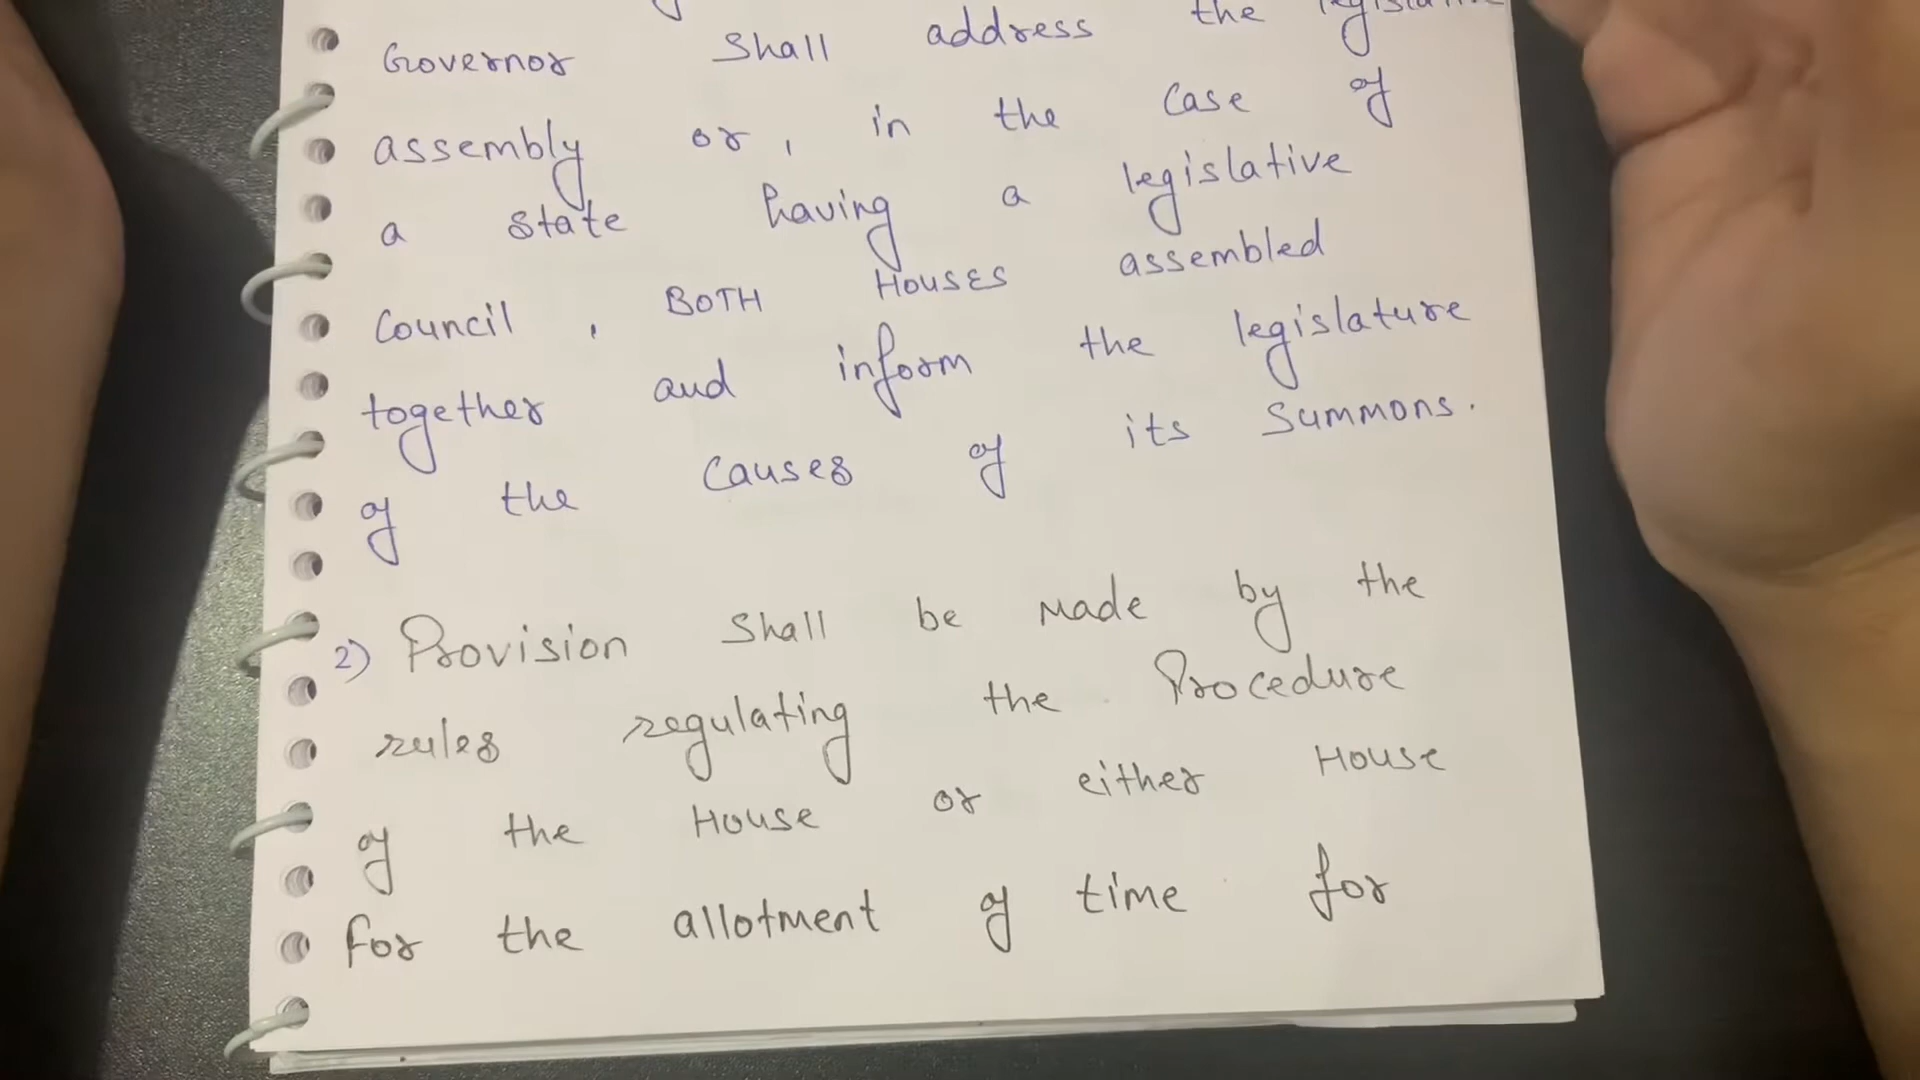 Governor shall address the
assembly or, in the case of
a state having a legislative
council, BOTH HOUSES assembled
together and inform the legislature
of the causes of its summons.
2) Provision shall be made by the
rules regulating the Procedure
of the House or either House
for the allotment of time for